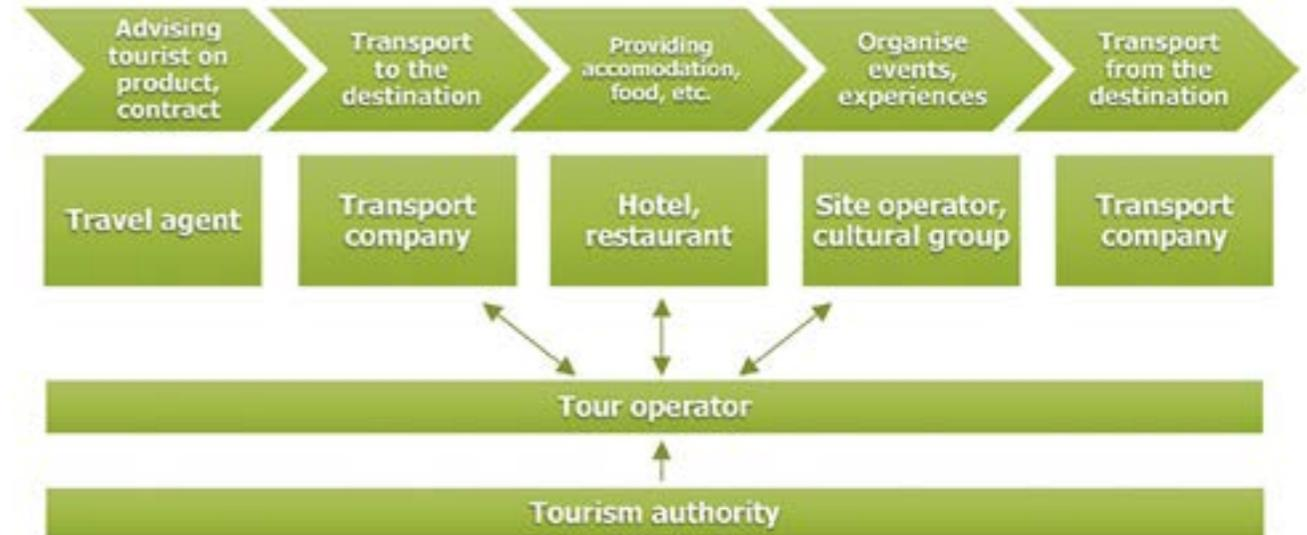 Advising
tourist on
product,
contract
Transport
to the
destination
Providing
accomodation,
food, etc.
Organise
events,
experiences
Transport
from the
destination
Travel agent
Transport
company
Hotel,
restaurant
Site operator,
cultural group
Transport
company
Tour operator
Tourism authority